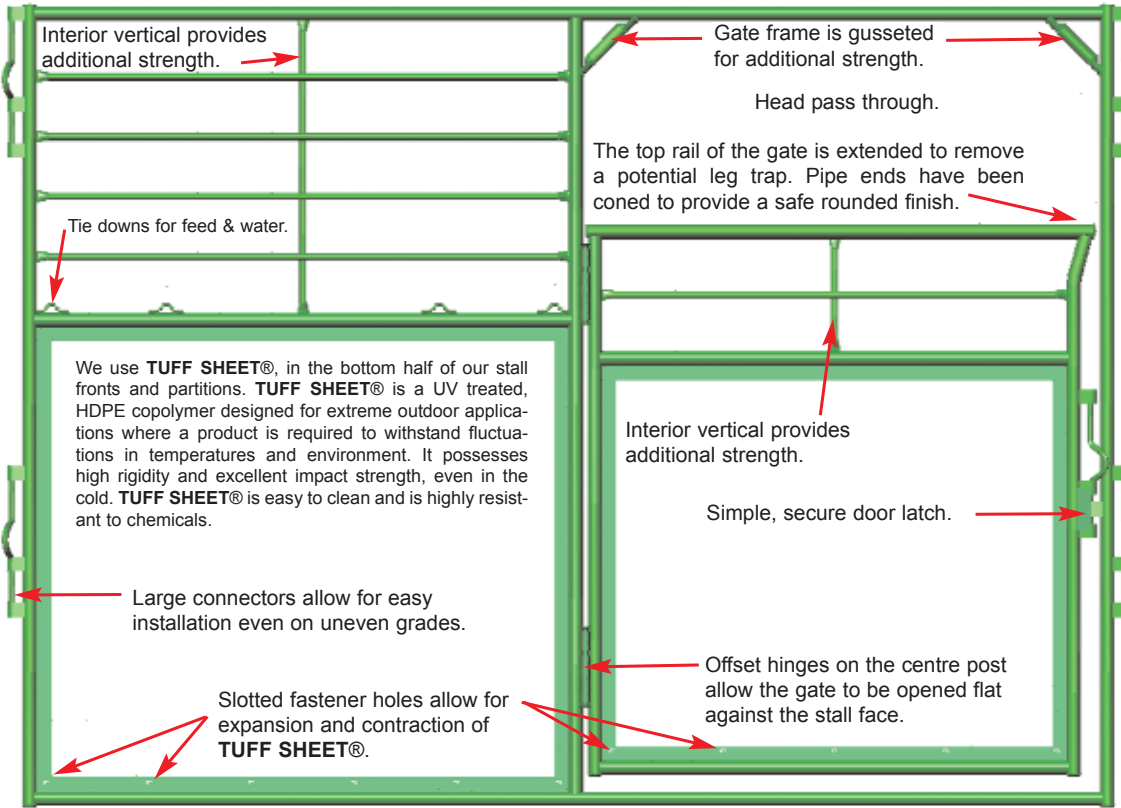 Interior vertical provides
additional strength.
Gate frame is gusseted
for additional strength.
Head pass through.
The top rail of the gate is extended to remove
a potential leg trap. Pipe ends have been
coned to provide a safe rounded finish.
Tie downs for feed & water.
We use TUFF SHEET®, in the bottom half of our stall
fronts and partitions. TUFF SHEET® is a UV treated,
HDPE copolymer designed for extreme outdoor applica-
tions where a product is required to withstand fluctua-
tions in temperatures and environment. It possesses
high rigidity and excellent impact strength, even in the
cold. TUFF SHEET® is easy to clean and is highly resist-
ant to chemicals.
Interior vertical provides
additional strength.
Simple, secure door latch.
Large connectors allow for easy
installation even on uneven grades.
Offset hinges on the centre post
allow the gate to be opened flat
against the stall face.
Slotted fastener holes allow for
expansion and contraction of
TUFF SHEET®.